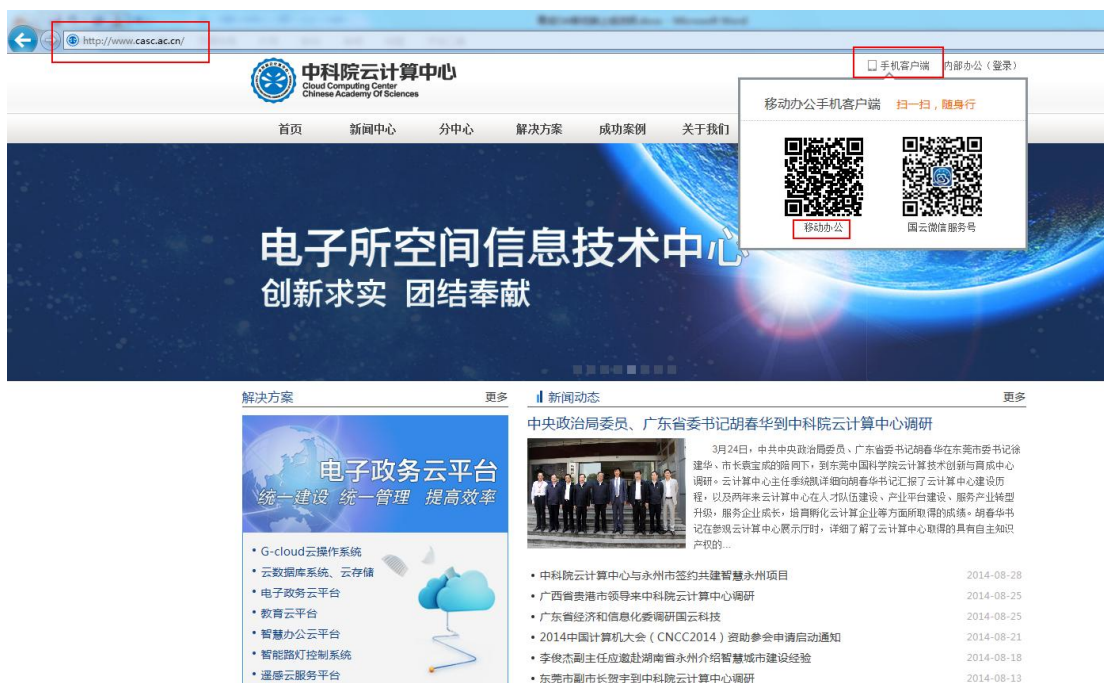 http://www.casc.ac.cn/
中科院云计算中心
Cloud Computing Center
Chinese Academy Of Sciences
手机客户端 内部办公（登录）
移动办公手机客户端 扫一扫，随身行
移动办公 国云微信服务号
首页 新闻中心 分中心 解决方案 成功案例 关于我们
电子所空间信息技术中心
创新求实 团结奉献
解决方案 更多
电子政务云平台
统一建设 统一管理 提高效率
• G-cloud云操作系统
• 云数据库系统、云存储
• 电子政务云平台
• 教育云平台
• 智慧办公云平台
• 智能路灯控制系统
• 遥感云服务平台
新闻动态 更多
中央政治局委员、广东省委书记胡春华到中科院云计算中心调研
3月24日，中共中央政治局委员、广东省委书记胡春华在东莞市委书记徐
建华、市长袁宝成的陪同下，到东莞中国科学院云计算技术创新与育成中心
调研。云计算中心主任季统凯详细向胡春华书记汇报了云计算中心建设历
程，以及两年来云计算中心在人才队伍建设、产业平台建设、服务产业转型
升级，服务企业成长，培育孵化云计算企业等方面所取得的成绩。胡春华书
记在参观云计算中心展示厅时，详细了解了云计算中心取得的具有自主知识
产权的...
• 中科院云计算中心与永州市签约共建智慧永州项目 2014-08-28
• 广西省贵港市领导来中科院云计算中心调研 2014-08-25
• 广东省经济和信息化委调研国云科技 2014-08-25
• 2014中国计算机大会（CNCC2014）资助参会申请启动通知 2014-08-21
• 李俊杰副主任应邀赴湖南省永州介绍智慧城市建设经验 2014-08-18
• 东莞市副市长贺宇到中科院云计算中心调研 2014-08-13